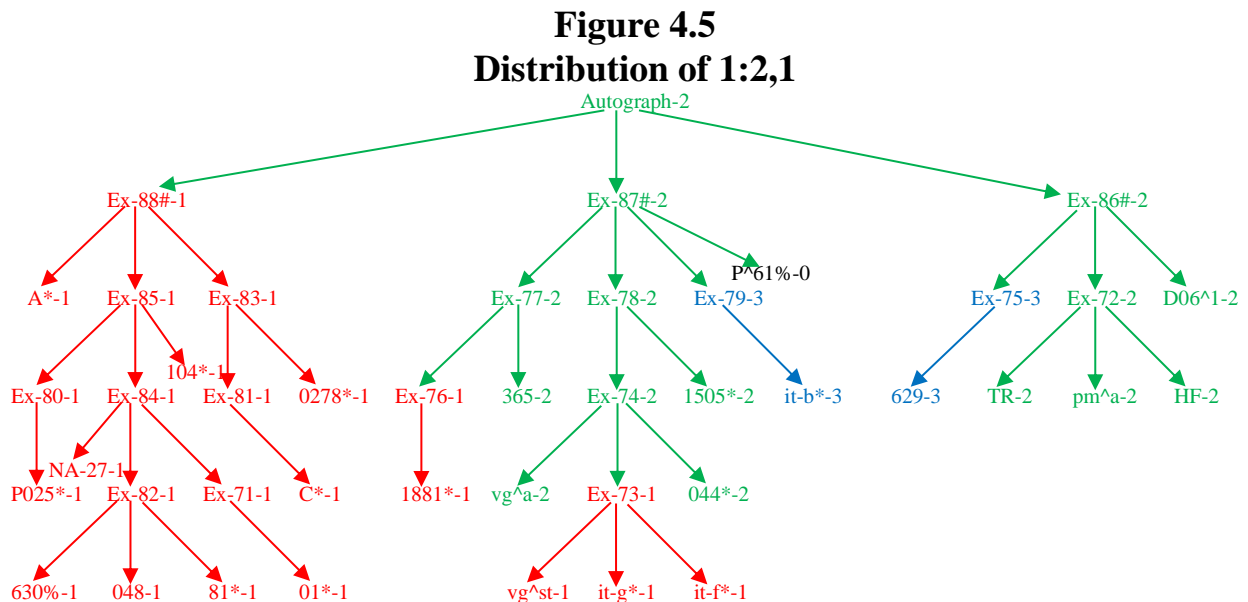 Figure 4.5
Distribution of 1:2,1
Autograph-2
Ex-88#-1 Ex-87#-2 Ex-86#-2
P^61%-0
A*-1 Ex-85-1 Ex-83-1 Ex-77-2 Ex-78-2 Ex-79-3 Ex-75-3 Ex-72-2 D06^1-2
104*-1
Ex-80-1 Ex-84-1 Ex-81-1 0278*-1 Ex-76-1 365-2 Ex-74-2 1505*-2 it-b*-3 629-3 TR-2 pm^a-2 HF-2
NA-27-1
P025*-1 Ex-82-1 Ex-71-1 C*-1 1881*-1 vg^a-2 Ex-73-1 044*-2
630%-1 048-1 81*-1 01*-1 vg^st-1 it-g*-1 it-f*-1